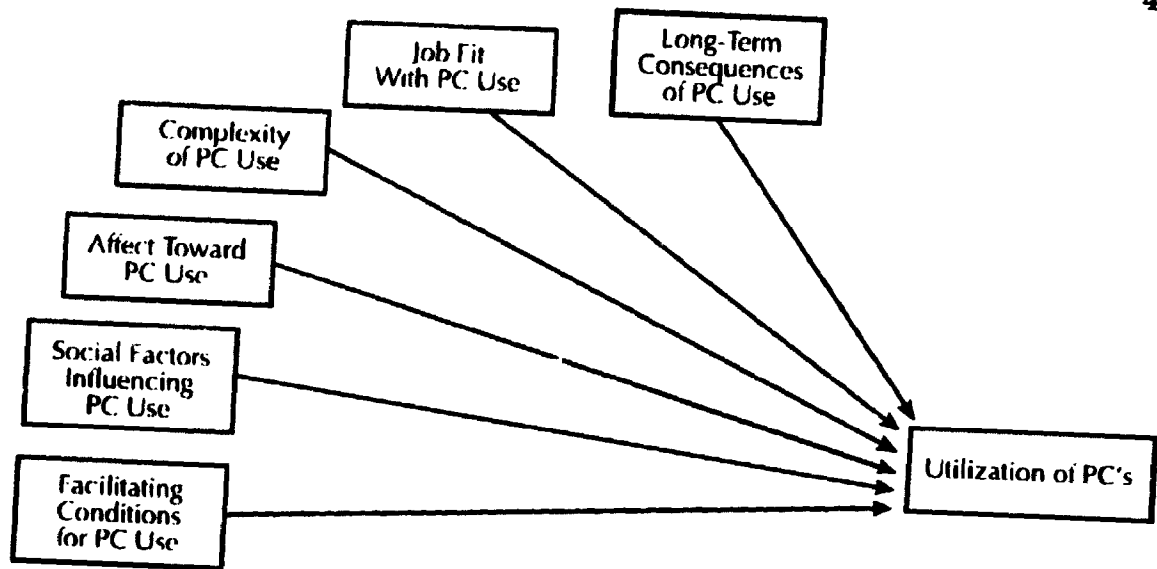 Job Fit
With PC Use
Long-Term
Consequences
of PC Use
Complexity
of PC Use
Affect Toward
PC Use
Social Factors
Influencing
PC Use
Facilitating
Conditions
for PC Use
Utilization of PC's